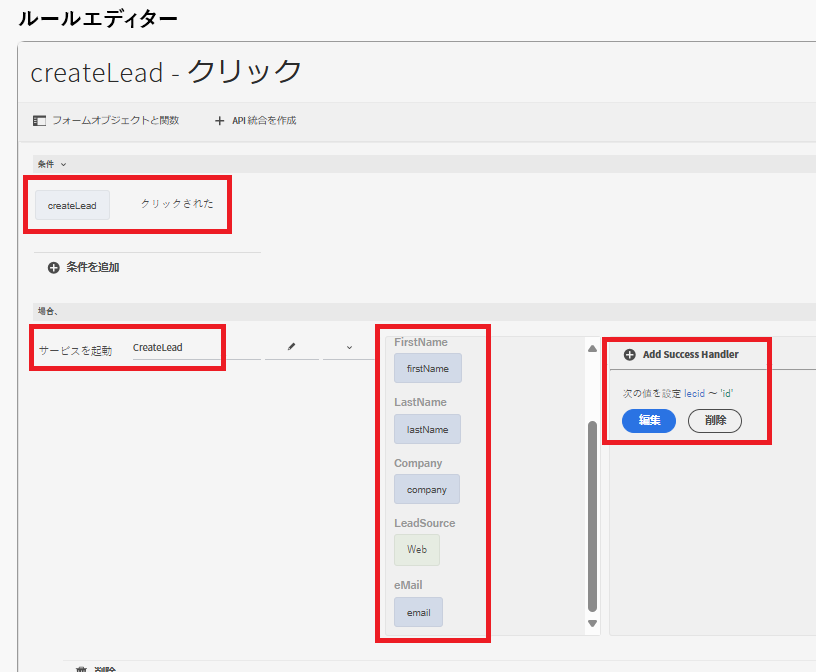 ルールエディター
createLead - クリック
フォームオブジェクトと関数 + API 統合を作成
条件
createLead クリックされた
条件を追加
場合、
サービスを起動 CreateLead
FirstName
firstName
LastName
lastName
Company
company
LeadSource
Web
eMail
email
Add Success Handler
次の値を設定 lecid ～ 'id'
編集 削除
削除